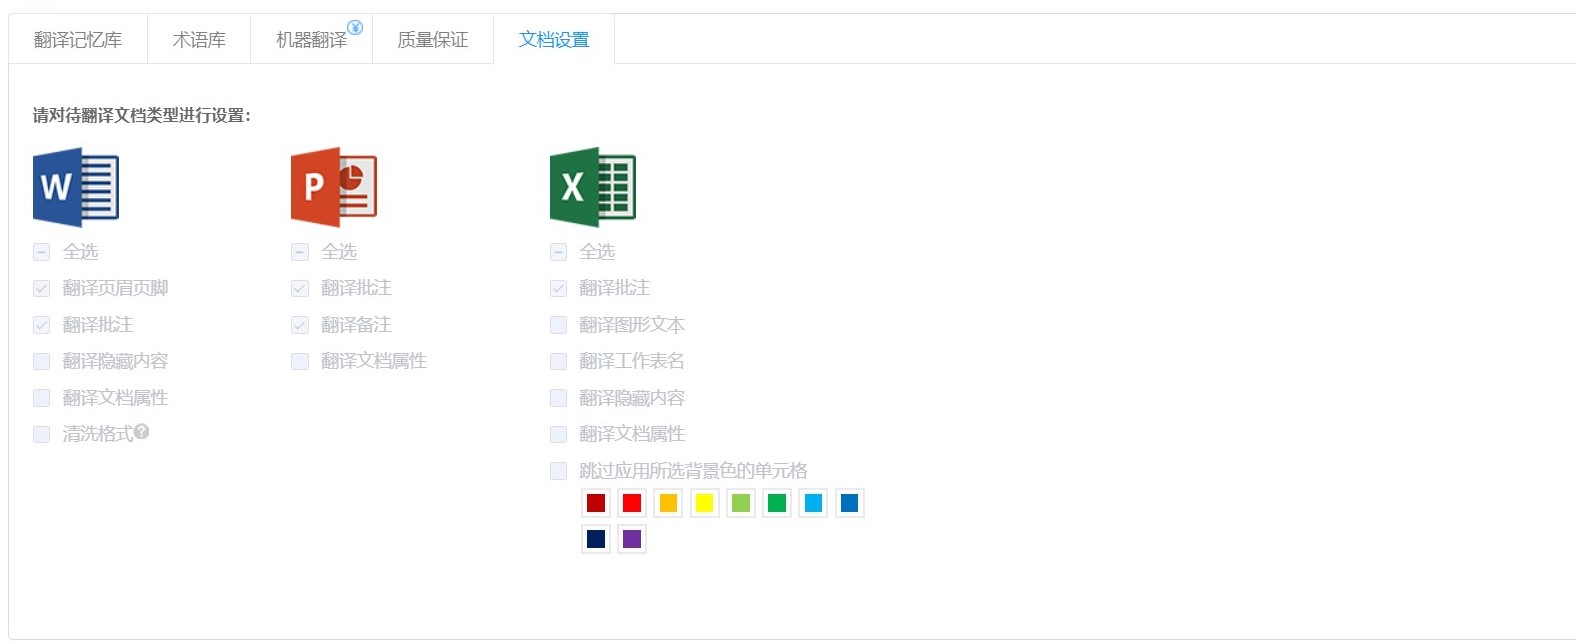 翻译记忆库 术语库 机器翻译 ¥ 质量保证 文档设置
请对待翻译文档类型进行设置：
W P X
全选 全选 全选
翻译页眉页脚 翻译批注 翻译批注
翻译批注 翻译备注 翻译图形文本
翻译隐藏内容 翻译文档属性 翻译工作表名
翻译文档属性 翻译隐藏内容
清洗格式? 翻译文档属性
跳过应用所选背景色的单元格